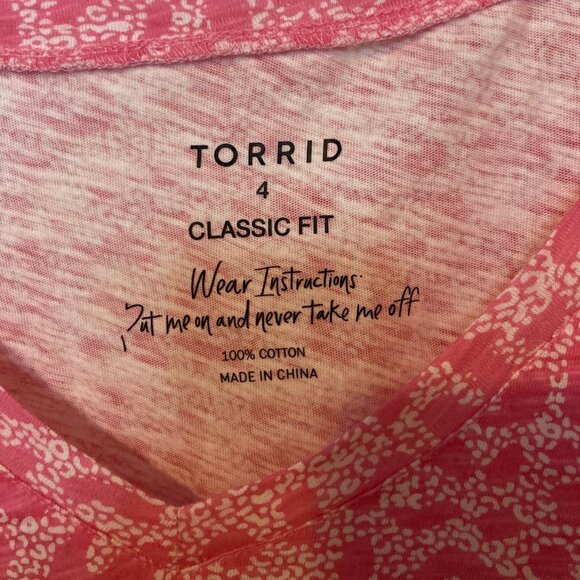 TORRID
4
CLASSIC FIT
Wear Instructions:
Put me on and never take me off
100% COTTON
MADE IN CHINA